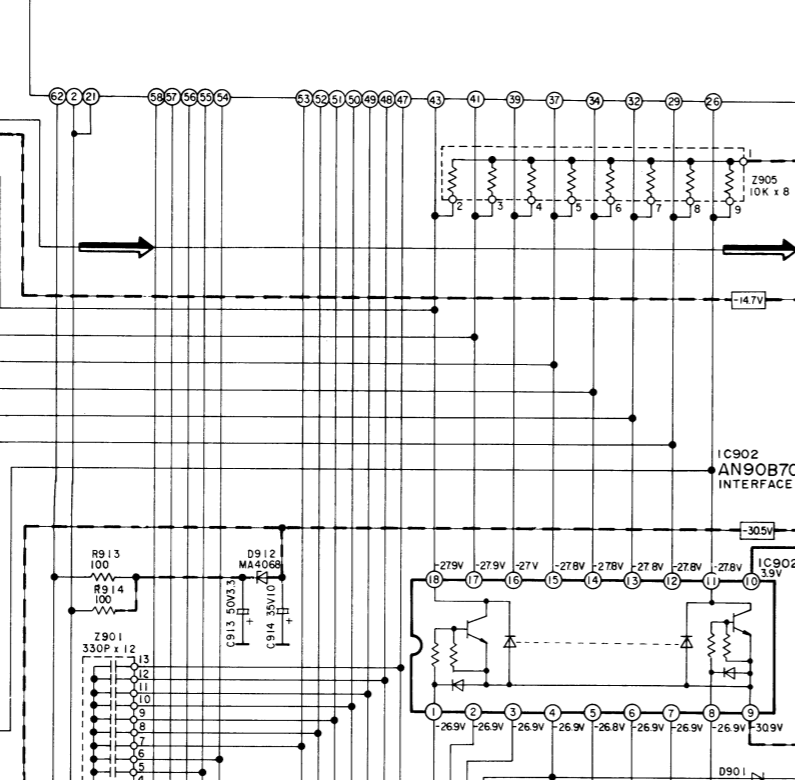 62 2 21 58 57 56 55 54 53 52 51 50 49 48 47 43 41 39 37 34 32 29 26
1
Z905
10K x 8
2 3 4 5 6 7 8 9
-14.7V
IC902
AN90B70
INTERFACE
-30.5V
R913
100
D912
MA4068
R914
100
C913 50V3.3
C914 35V10
+
+
IC902
3.9V
-27.9V -27.9V -27V -27.8V -27.8V -27.8V -27.8V -27.8V
18 17 16 15 14 13 12 11 10
Z901
330P x 12
13
12
11
10
9
8
7
6
5
4
1 2 3 4 5 6 7 8 9
-26.9V -26.9V -26.9V -26.9V -26.8V -26.9V -26.9V -26.9V -30.9V
D901